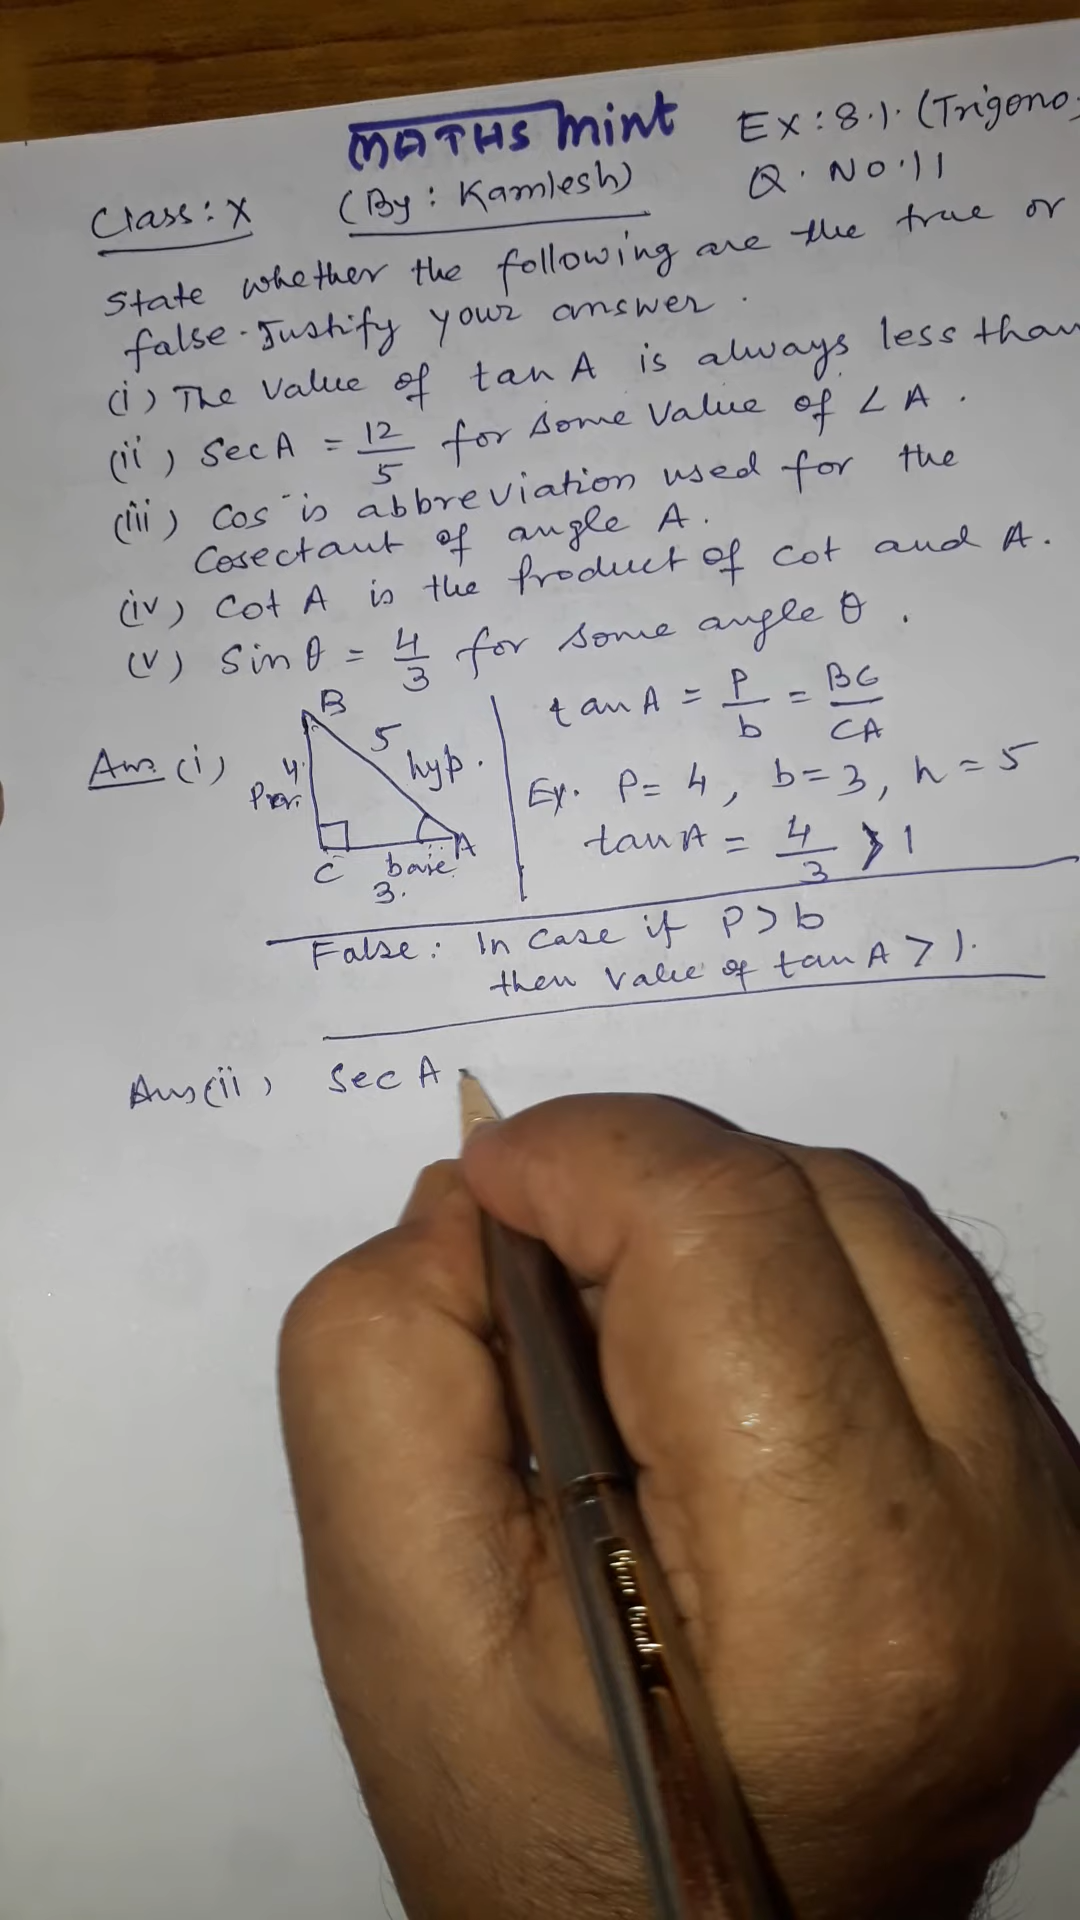 MATHS Mint Ex: 8.1. (Trigono
Class: X (By: Kamlesh) Q. No. 11
State whether the following are the true or
false. Justify your answer.
(i) The value of tan A is always less than
(ii) Sec A = 12/5 for some value of ∠A.
(iii) Cos is abbreviation used for the
Cosectant of angle A.
(iv) Cot A is the Product of Cot and A.
(v) Sin θ = 4/3 for some angle θ.
Ans. (i)
B
5
hyp.
4
C
base
A
3.
tan A = P/b = BC/CA
Ex. P = 4, b = 3, h = 5
tan A = 4/3 > 1
False: In Case if P > b
then value of tan A > 1.
Ans (ii) Sec A